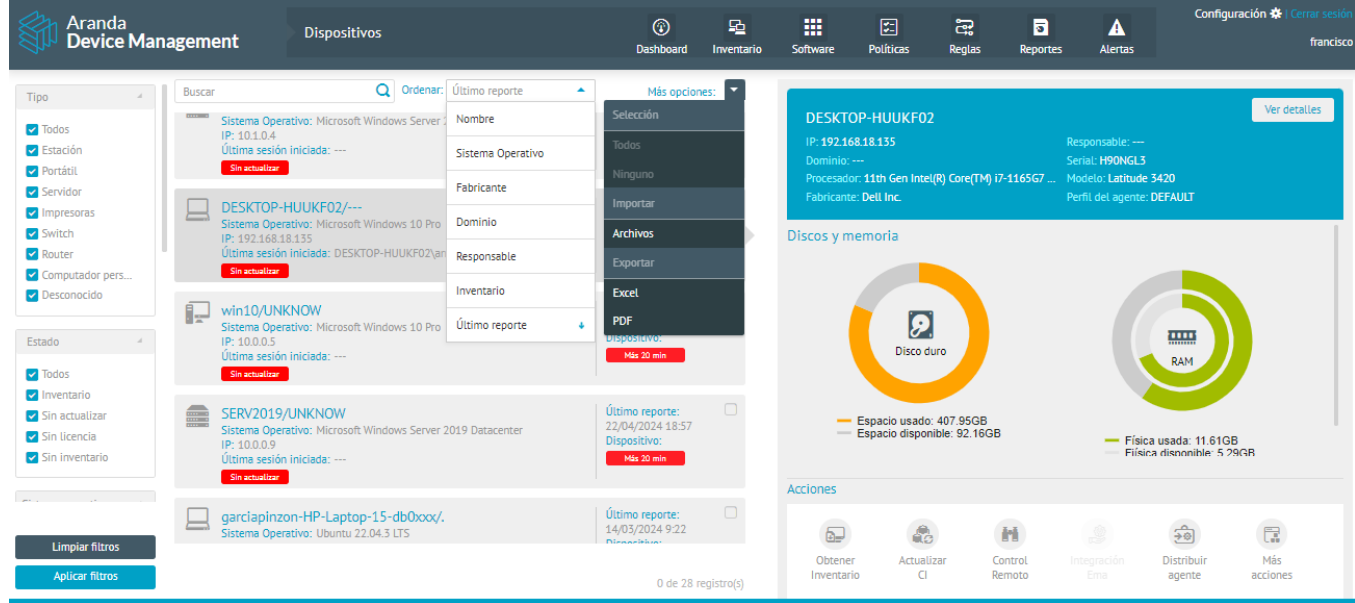 Aranda
Device Management
Dispositivos
Dashboard
Inventario
Software
Políticas
Reglas
Reportes
Alertas
Configuración | Cerrar sesión
francisco
Tipo
Todos
Estación
Portátil
Servidor
Impresoras
Switch
Router
Computador pers...
Desconocido
Estado
Todos
Inventario
Sin actualizar
Sin licencia
Sin inventario
Limpiar filtros
Aplicar filtros
Buscar
Ordenar: Último reporte
Más opciones:
Sistema Operativo: Microsoft Windows Server
IP: 10.1.0.4
Última sesión iniciada: ---
Sin actualizar
DESKTOP-HUUKF02/---
Sistema Operativo: Microsoft Windows 10 Pro
IP: 192.168.18.135
Última sesión iniciada: DESKTOP-HUUKF02\
Sin actualizar
win10/UNKNOW
Sistema Operativo: Microsoft Windows 10 Pro
IP: 10.0.0.5
Última sesión iniciada: ---
Sin actualizar
Dispositivo:
Más 20 min
SERV2019/UNKNOW
Sistema Operativo: Microsoft Windows Server 2019 Datacenter
IP: 10.0.0.9
Última sesión iniciada: ---
Sin actualizar
Último reporte:
22/04/2024 18:57
Dispositivo:
Más 20 min
garciapinzon-HP-Laptop-15-db0xxx/.
Sistema Operativo: Ubuntu 22.04.3 LTS
Último reporte:
14/03/2024 9:22
Dispositivo:
0 de 28 registro(s)
Nombre
Sistema Operativo
Fabricante
Dominio
Responsable
Inventario
Último reporte
Selección
Todos
Ninguno
Importar
Archivos
Exportar
Excel
PDF
DESKTOP-HUUKF02
Ver detalles
IP: 192.168.18.135
Responsable: ---
Dominio: ---
Serial: H90NGL3
Procesador: 11th Gen Intel(R) Core(TM) i7-1165G7 ...
Modelo: Latitude 3420
Fabricante: Dell Inc.
Perfil del agente: DEFAULT
Discos y memoria
Disco duro
Espacio usado: 407.95GB
Espacio disponible: 92.16GB
RAM
Física usada: 11.61GB
Física disponible: 5.29GB
Acciones
Obtener
Inventario
Actualizar
CI
Control
Remoto
Integración
Ema
Distribuir
agente
Más
acciones